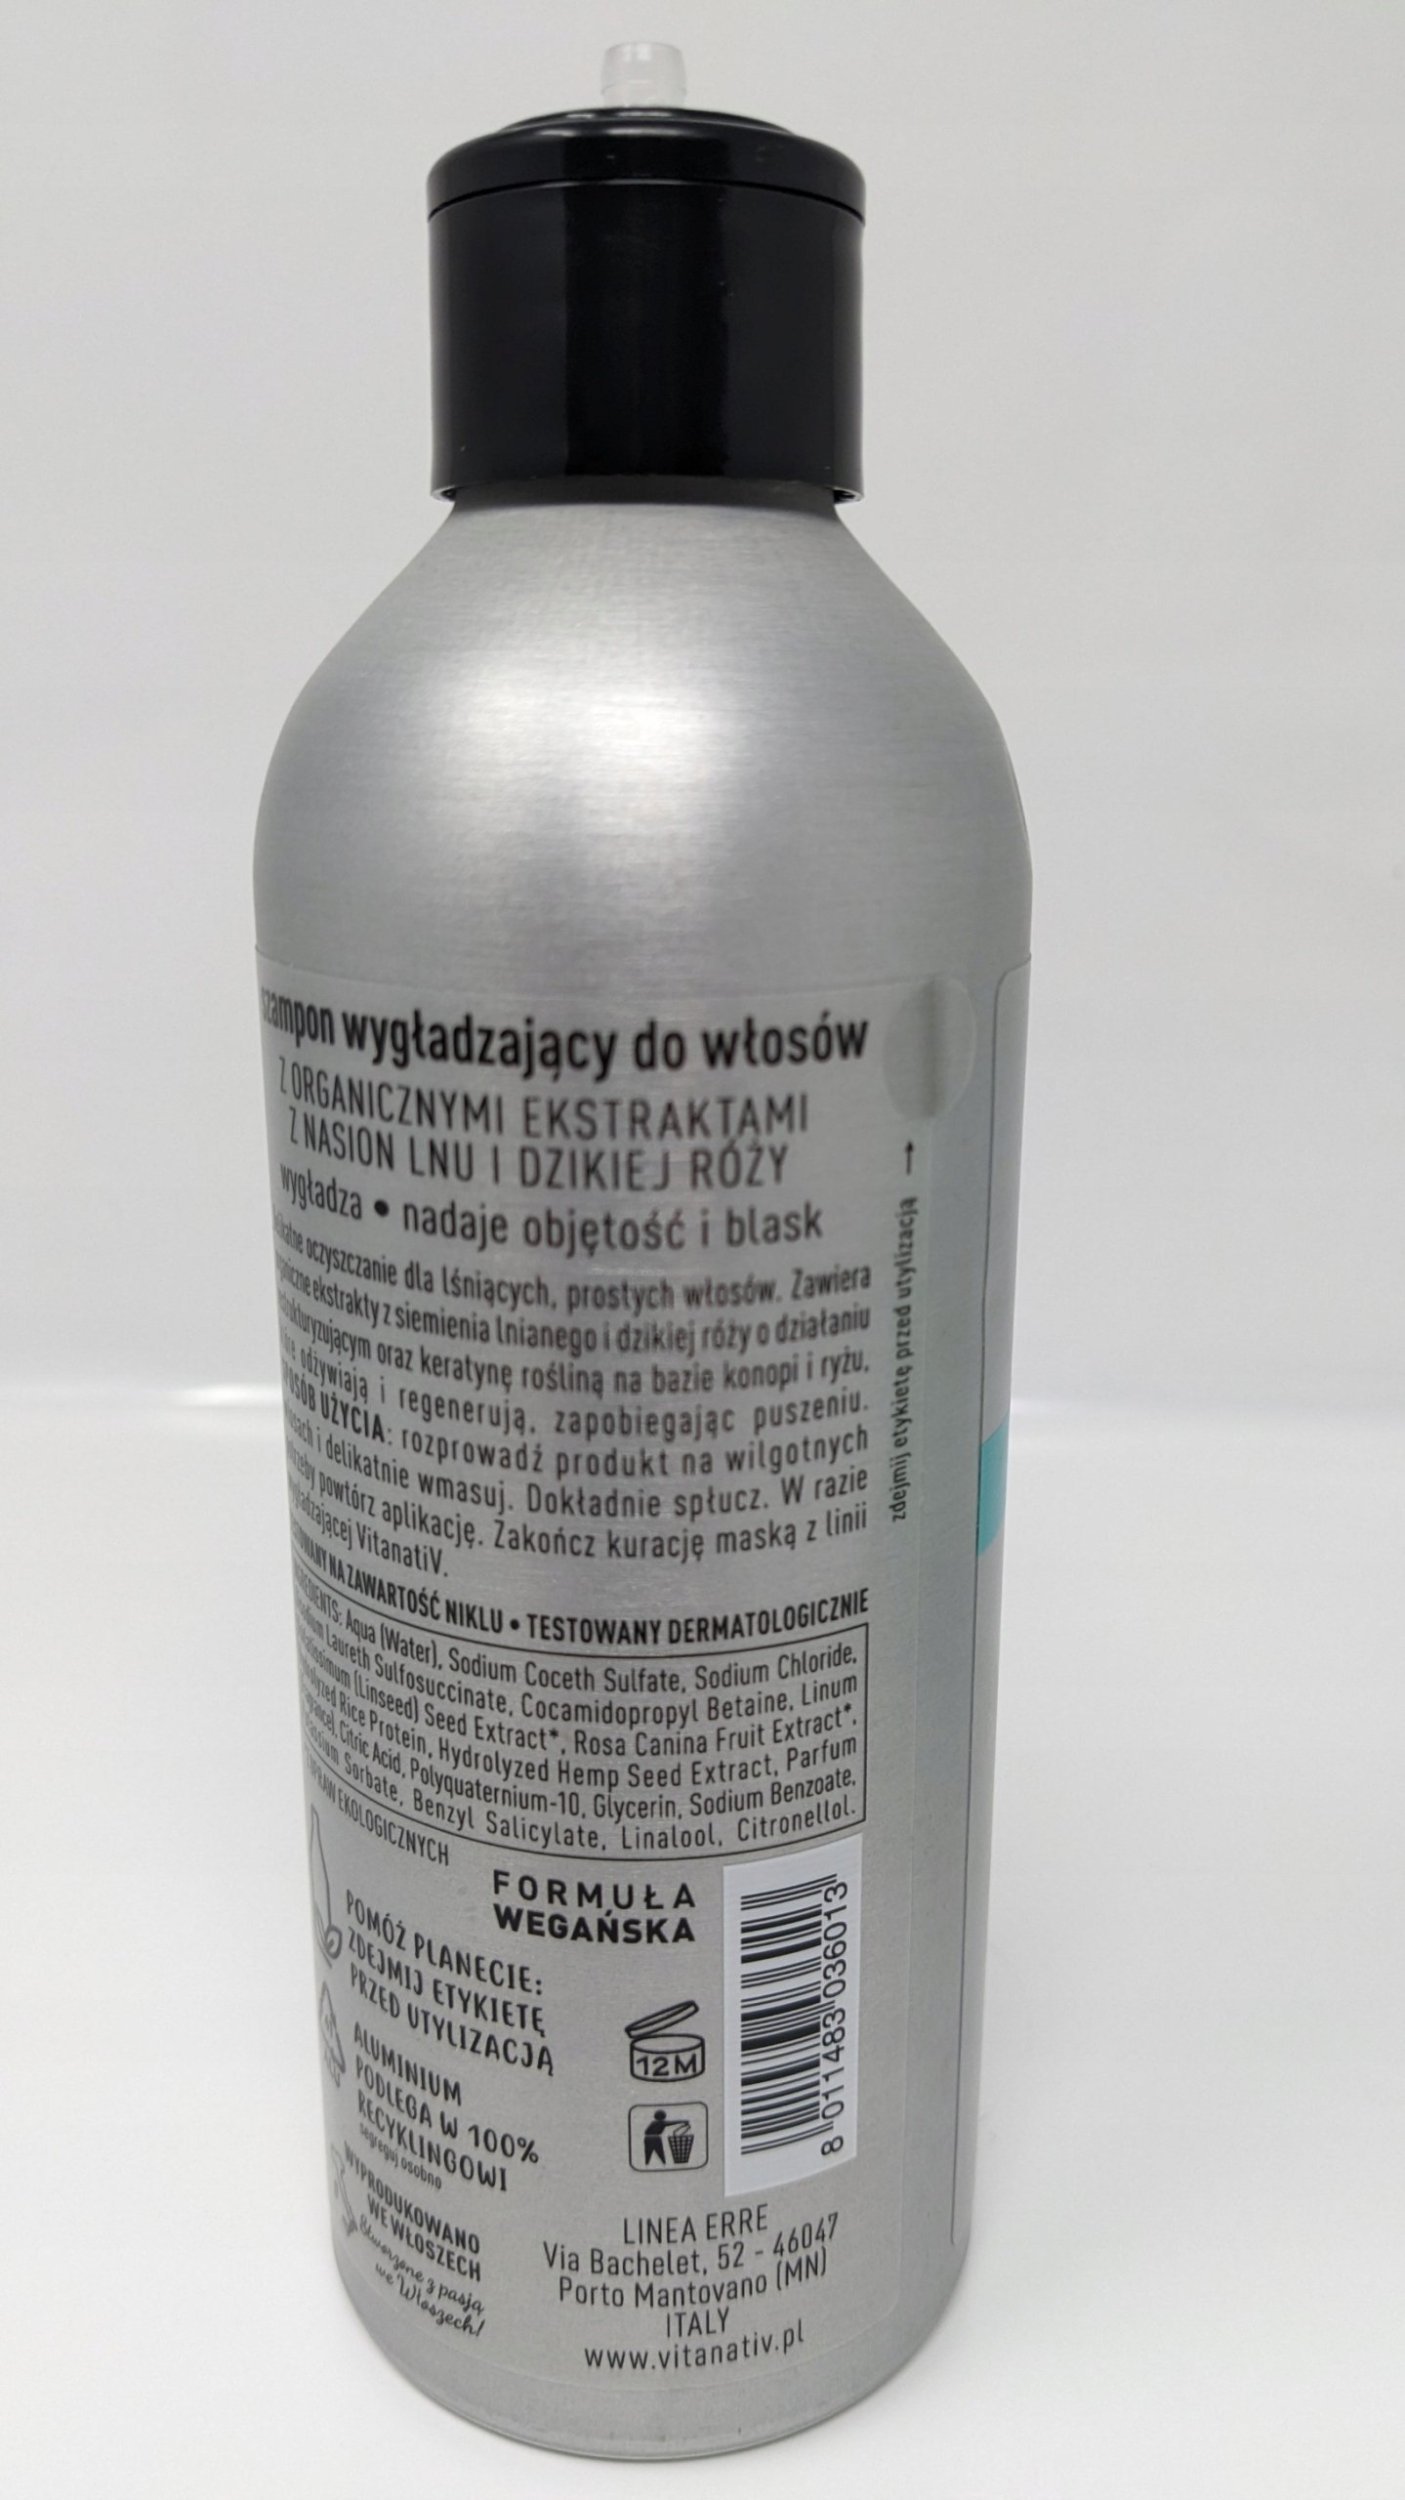 szampon wygładzający do włosów
Z ORGANICZNYMI EKSTRAKTAMI
Z NASION LNU I DZIKIEJ RÓŻY
wygładza • nadaje objętość i blask
oczyszczanie dla lśniących, prostych włosów. Zawiera
ekstrakty z siemienia lnianego i dzikiej róży o działaniu
oraz keratynę roślinną na bazie konopi i ryżu,
odżywiają i regenerują, zapobiegając puszeniu.
SPOSÓB UŻYCIA: rozprowadź produkt na wilgotnych
i delikatnie wmasuj. Dokładnie spłucz. W razie
powtórz aplikację. Zakończ kurację maską z linii
VitanatiV.
NA ZAWARTOŚĆ NIKLU • TESTOWANY DERMATOLOGICZNIE
INGREDIENTS: Aqua (Water), Sodium Coceth Sulfate, Sodium Chloride,
Laureth Sulfosuccinate, Cocamidopropyl Betaine, Linum
(Linseed) Seed Extract*, Rosa Canina Fruit Extract*,
Rice Protein, Hydrolyzed Hemp Seed Extract, Parfum
Citric Acid, Polyquaternium-10, Glycerin, Sodium Benzoate,
Sorbate, Benzyl Salicylate, Linalool, Citronellol.
UPRAW EKOLOGICZNYCH
FORMUŁA
WEGAŃSKA
POMÓŻ PLANECIE:
ZDEJMIJ ETYKIETĘ
PRZED UTYLIZACJĄ
ALUMINIUM
PODLEGA W 100%
RECYKLINGOWI
segreguj osobno
WYPRODUKOWANO
WE WŁOSZECH
Stworzone z pasją
we Włoszech!
12M
8 011483 036013
LINEA ERRE
Via Bachelet, 52 - 46047
Porto Mantovano (MN)
ITALY
www.vitanativ.pl
zdejmij etykietę przed utylizacją →